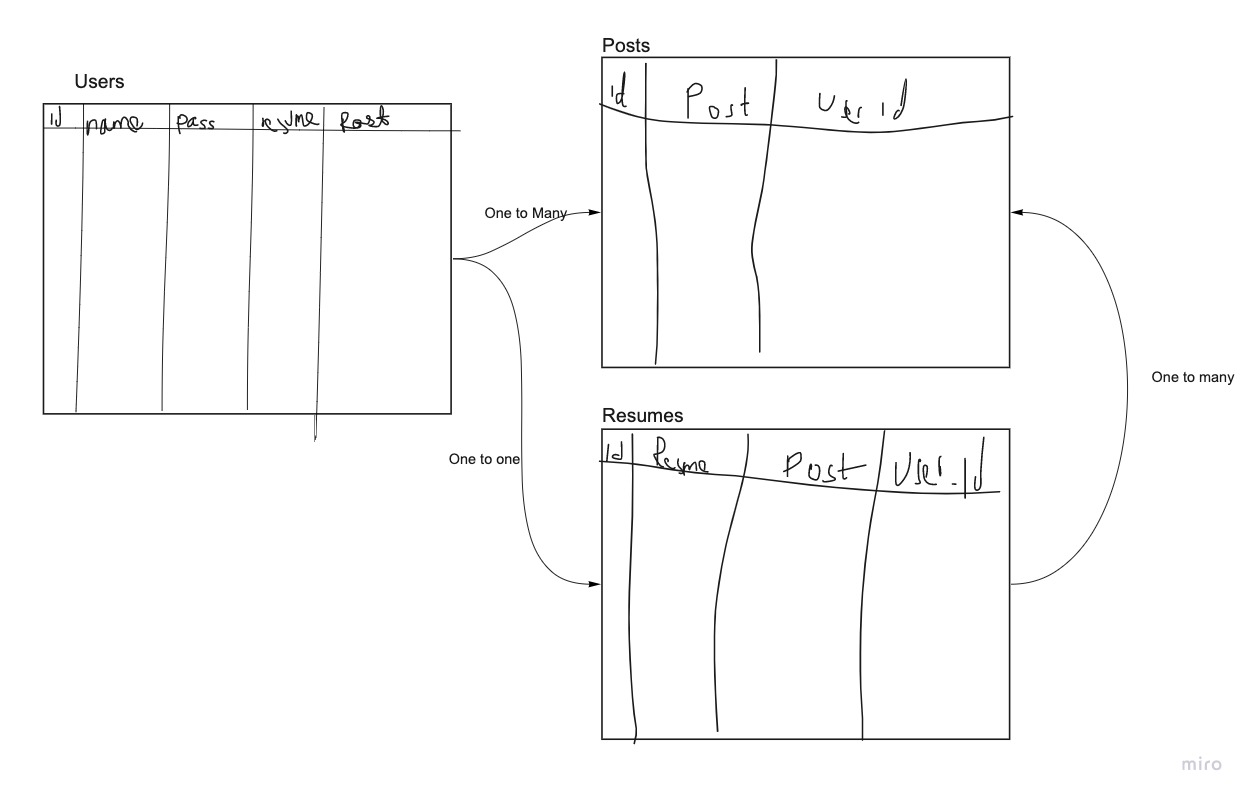 Posts
Users
Id name pass resume Post
id Post User id
One to Many
One to many
Resumes
One to one
Id Resume Post User_Id
miro